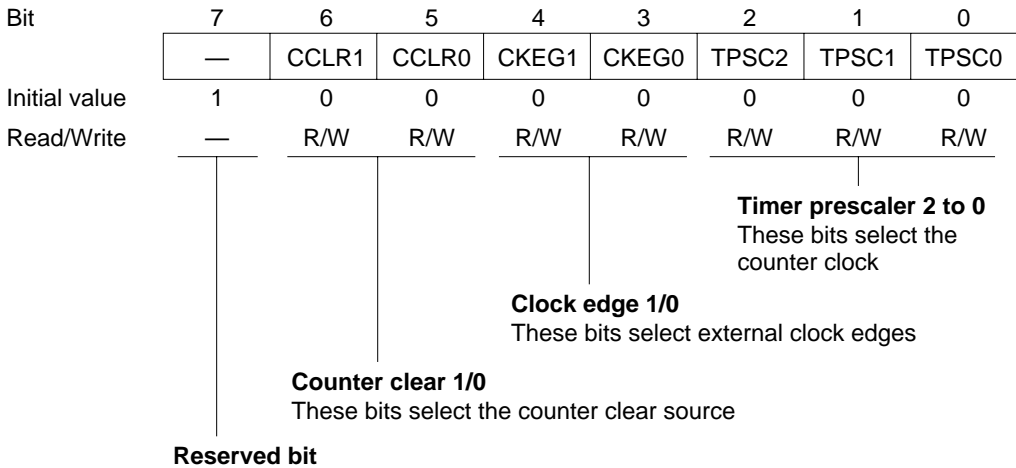 Bit 7 6 5 4 3 2 1 0
— CCLR1 CCLR0 CKEG1 CKEG0 TPSC2 TPSC1 TPSC0
Initial value 1 0 0 0 0 0 0 0
Read/Write — R/W R/W R/W R/W R/W R/W R/W
Timer prescaler 2 to 0
These bits select the
counter clock
Clock edge 1/0
These bits select external clock edges
Counter clear 1/0
These bits select the counter clear source
Reserved bit